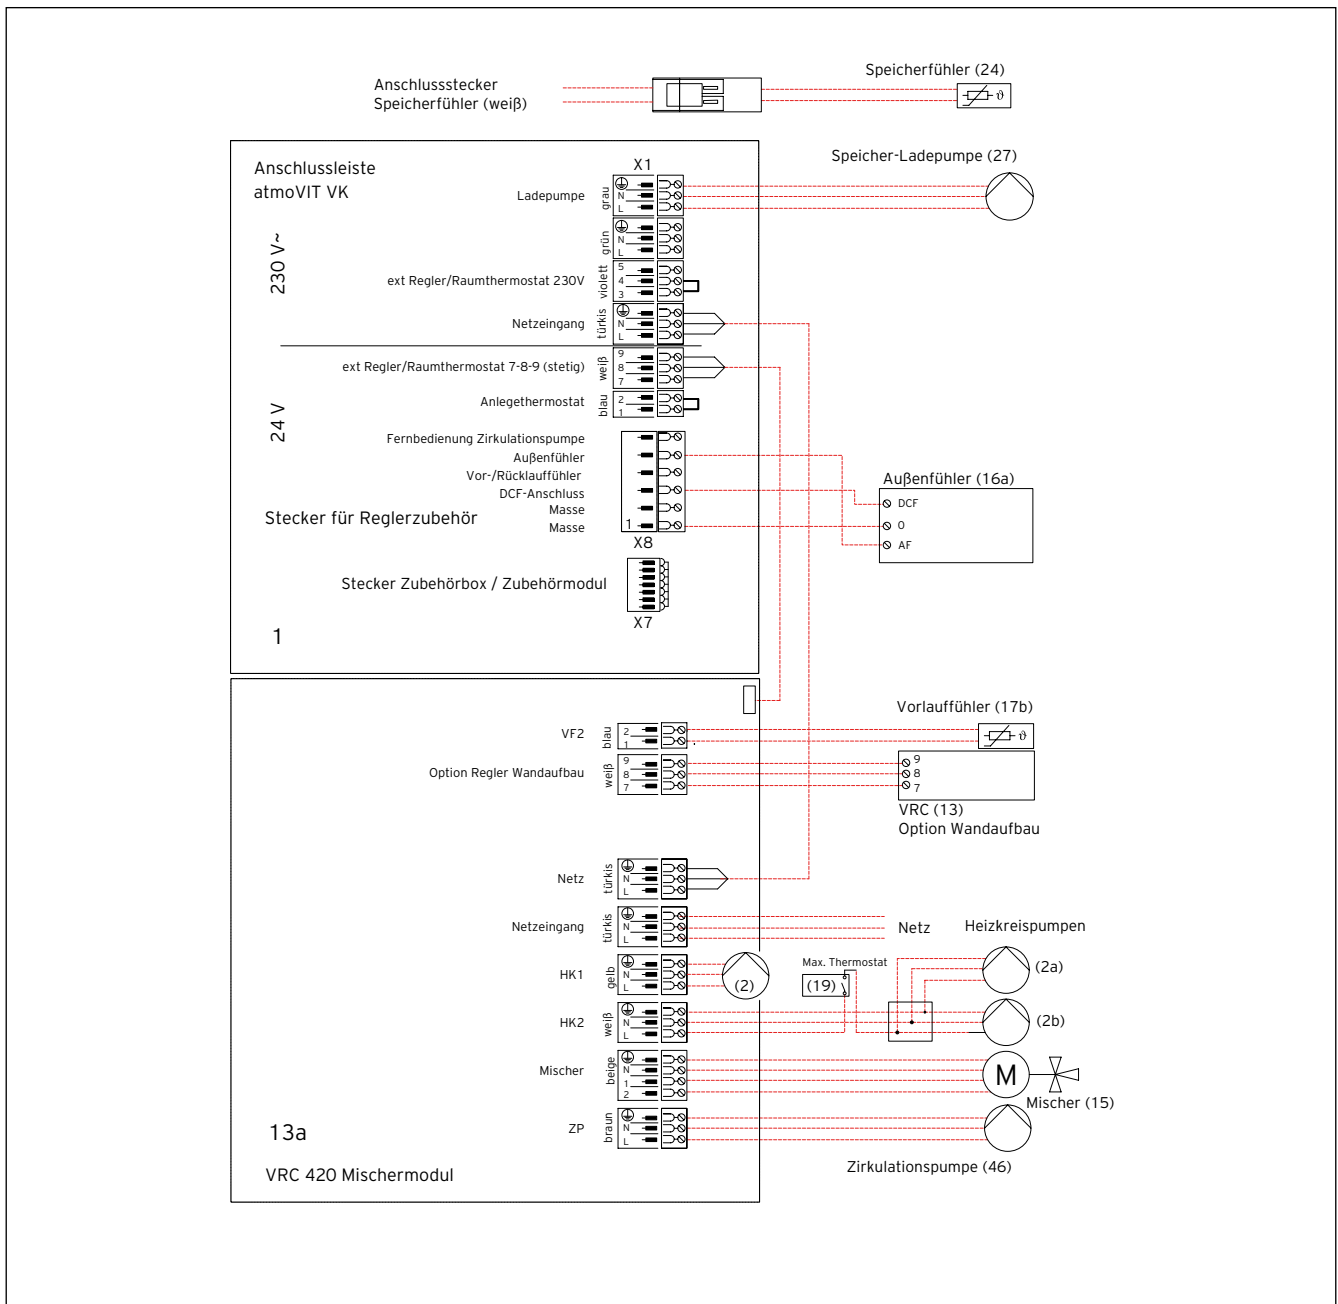 Anschlussstecker
Speicherfühler (weiß)
Speicherfühler (24)
ϑ
Anschlussleiste
atmoVIT VK
X1
Speicher-Ladepumpe (27)
230 V~
Ladepumpe
grau
N
L
grün
N
L
ext Regler/Raumthermostat 230V
violett
5
4
3
Netzeingang
türkis
N
L
24 V
ext Regler/Raumthermostat 7-8-9 (stetig)
weiß
9
8
7
Anlegethermostat
blau
2
1
Fernbedienung Zirkulationspumpe
Außenfühler
Vor-/Rücklauffühler
DCF-Anschluss
Masse
Masse
1
Stecker für Reglerzubehör
X8
Außenfühler (16a)
DCF
O
AF
Stecker Zubehörbox / Zubehörmodul
X7
1
VF2
blau
2
1
Vorlauffühler (17b)
ϑ
Option Regler Wandaufbau
weiß
9
8
7
9
8
7
VRC (13)
Option Wandaufbau
Netz
türkis
N
L
Netzeingang
türkis
N
L
Netz
Heizkreispumpen
HK1
gelb
N
L
(2)
Max. Thermostat
(19)
(2a)
HK2
weiß
N
L
(2b)
Mischer
beige
N
1
2
M
Mischer (15)
ZP
braun
N
L
Zirkulationspumpe (46)
13a
VRC 420 Mischermodul